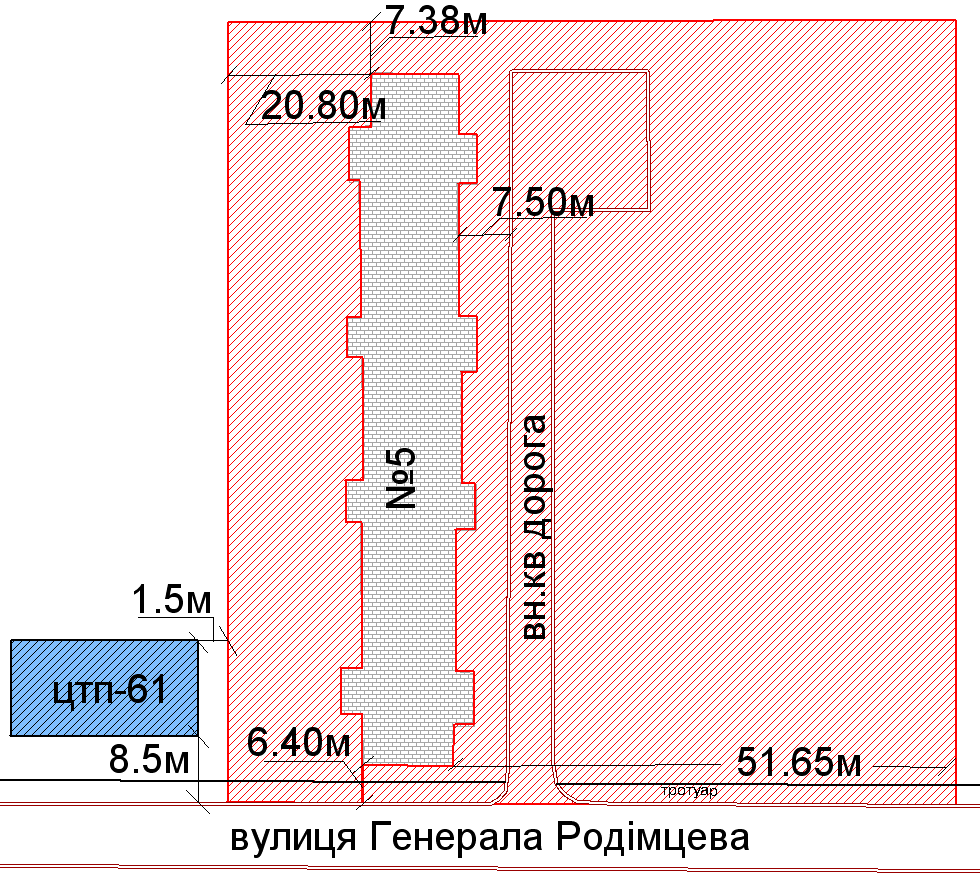 7.38м
20.80м
7.50м
№5
вн.кв дорога
1.5м
цтп-61
6.40м
8.5м
51.65м
тротуар
вулиця Генерала Родімцева